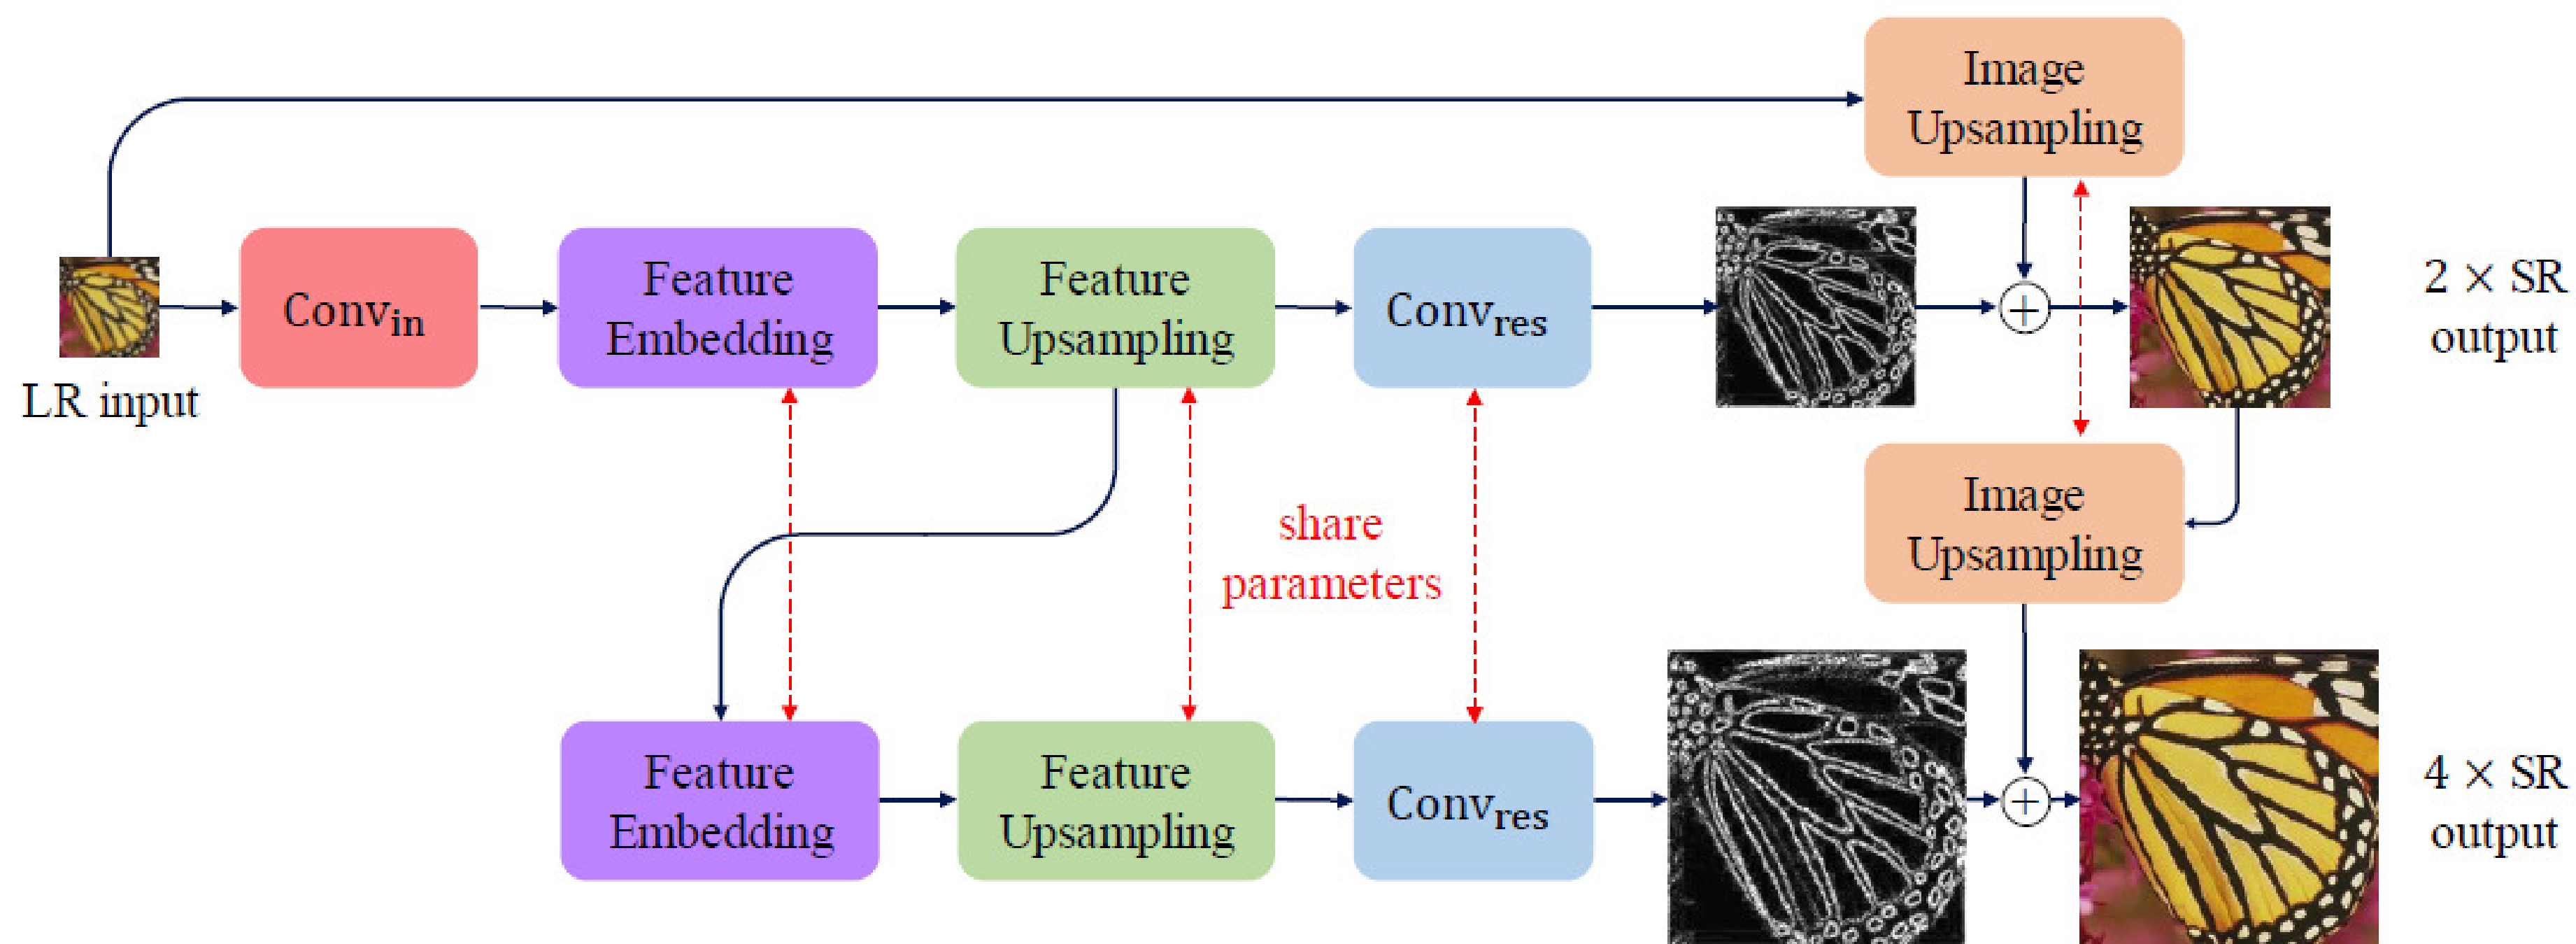 Image
Upsampling
LR input
Conv_in
Feature
Embedding
Feature
Upsampling
Conv_res
+
2 × SR
output
share
parameters
Image
Upsampling
Feature
Embedding
Feature
Upsampling
Conv_res
+
4 × SR
output